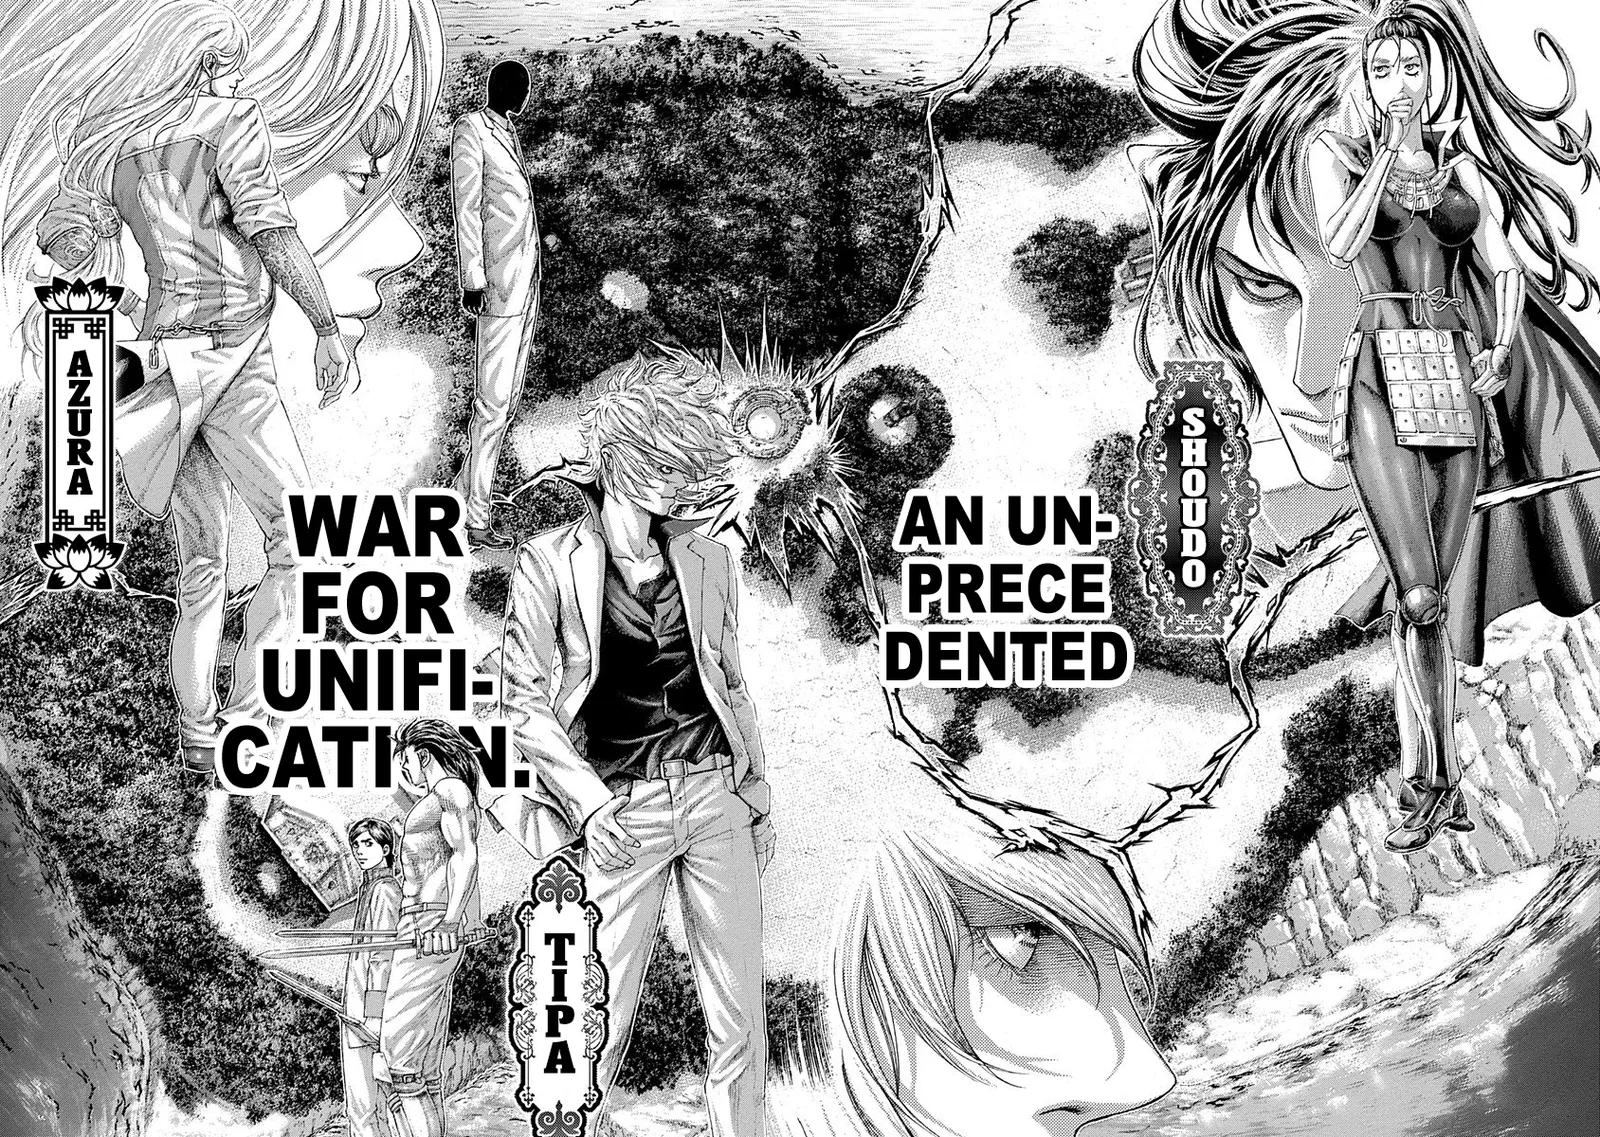 SHOUDO
AN UN-
PRECE
DENTED
WAR
FOR
UNIFI-
CATION.
TIPA
AZURA